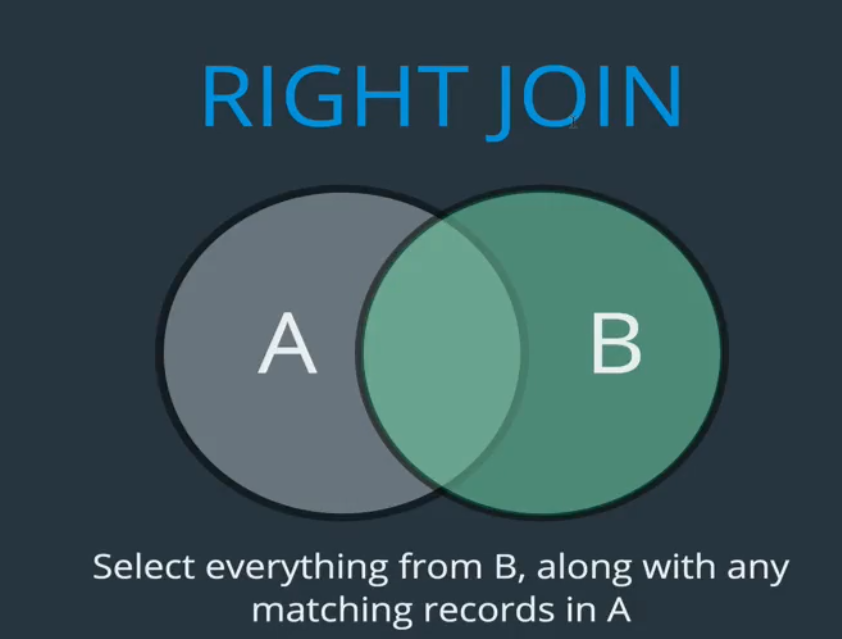 RIGHT JOIN
A B
Select everything from B, along with any
matching records in A